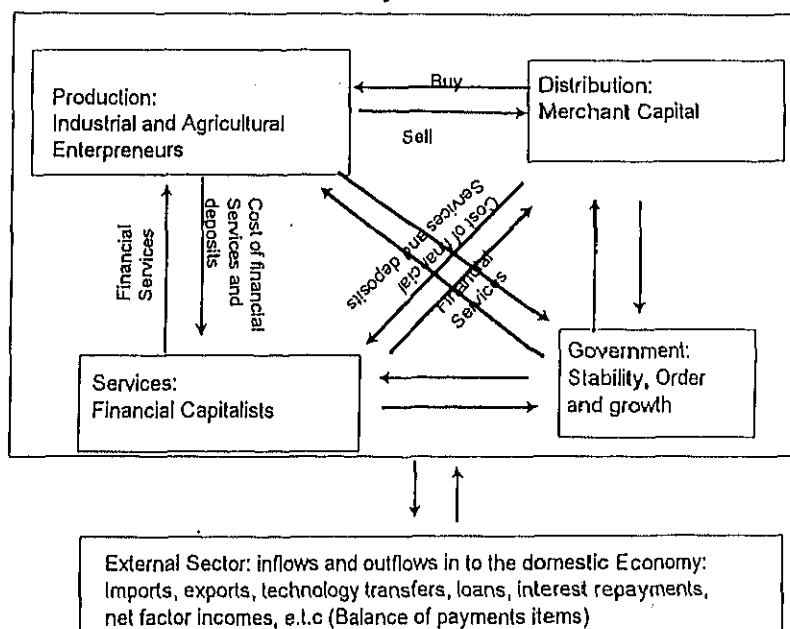 Production:
Industrial and Agricultural
Enterpreneurs
Buy
Sell
Distribution:
Merchant Capital
Financial
Services
Cost of financial
Services and
deposits
Cost of financial
Services and deposits
Financial
Services
Services:
Financial Capitalists
Government:
Stability, Order
and growth
External Sector: inflows and outflows in to the domestic Economy:
Imports, exports, technology transfers, loans, interest repayments,
net factor incomes, e.t.c (Balance of payments items)